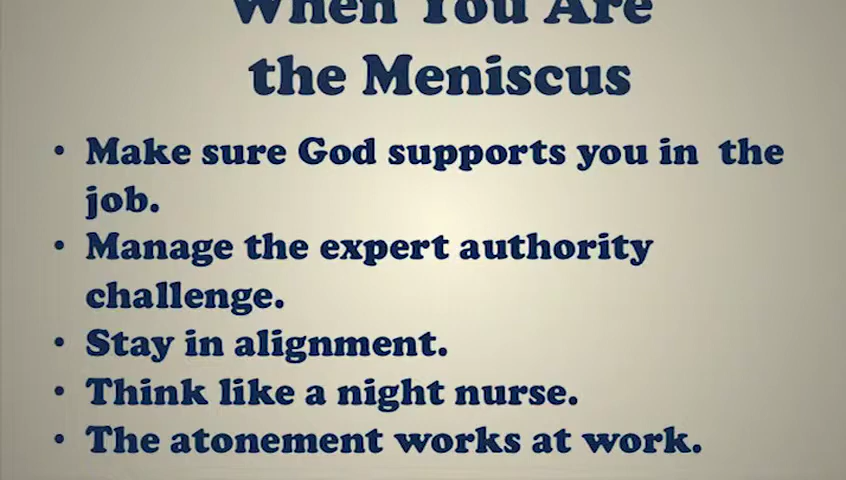 When You Are
the Meniscus
• Make sure God supports you in the
job.
• Manage the expert authority
challenge.
• Stay in alignment.
• Think like a night nurse.
• The atonement works at work.